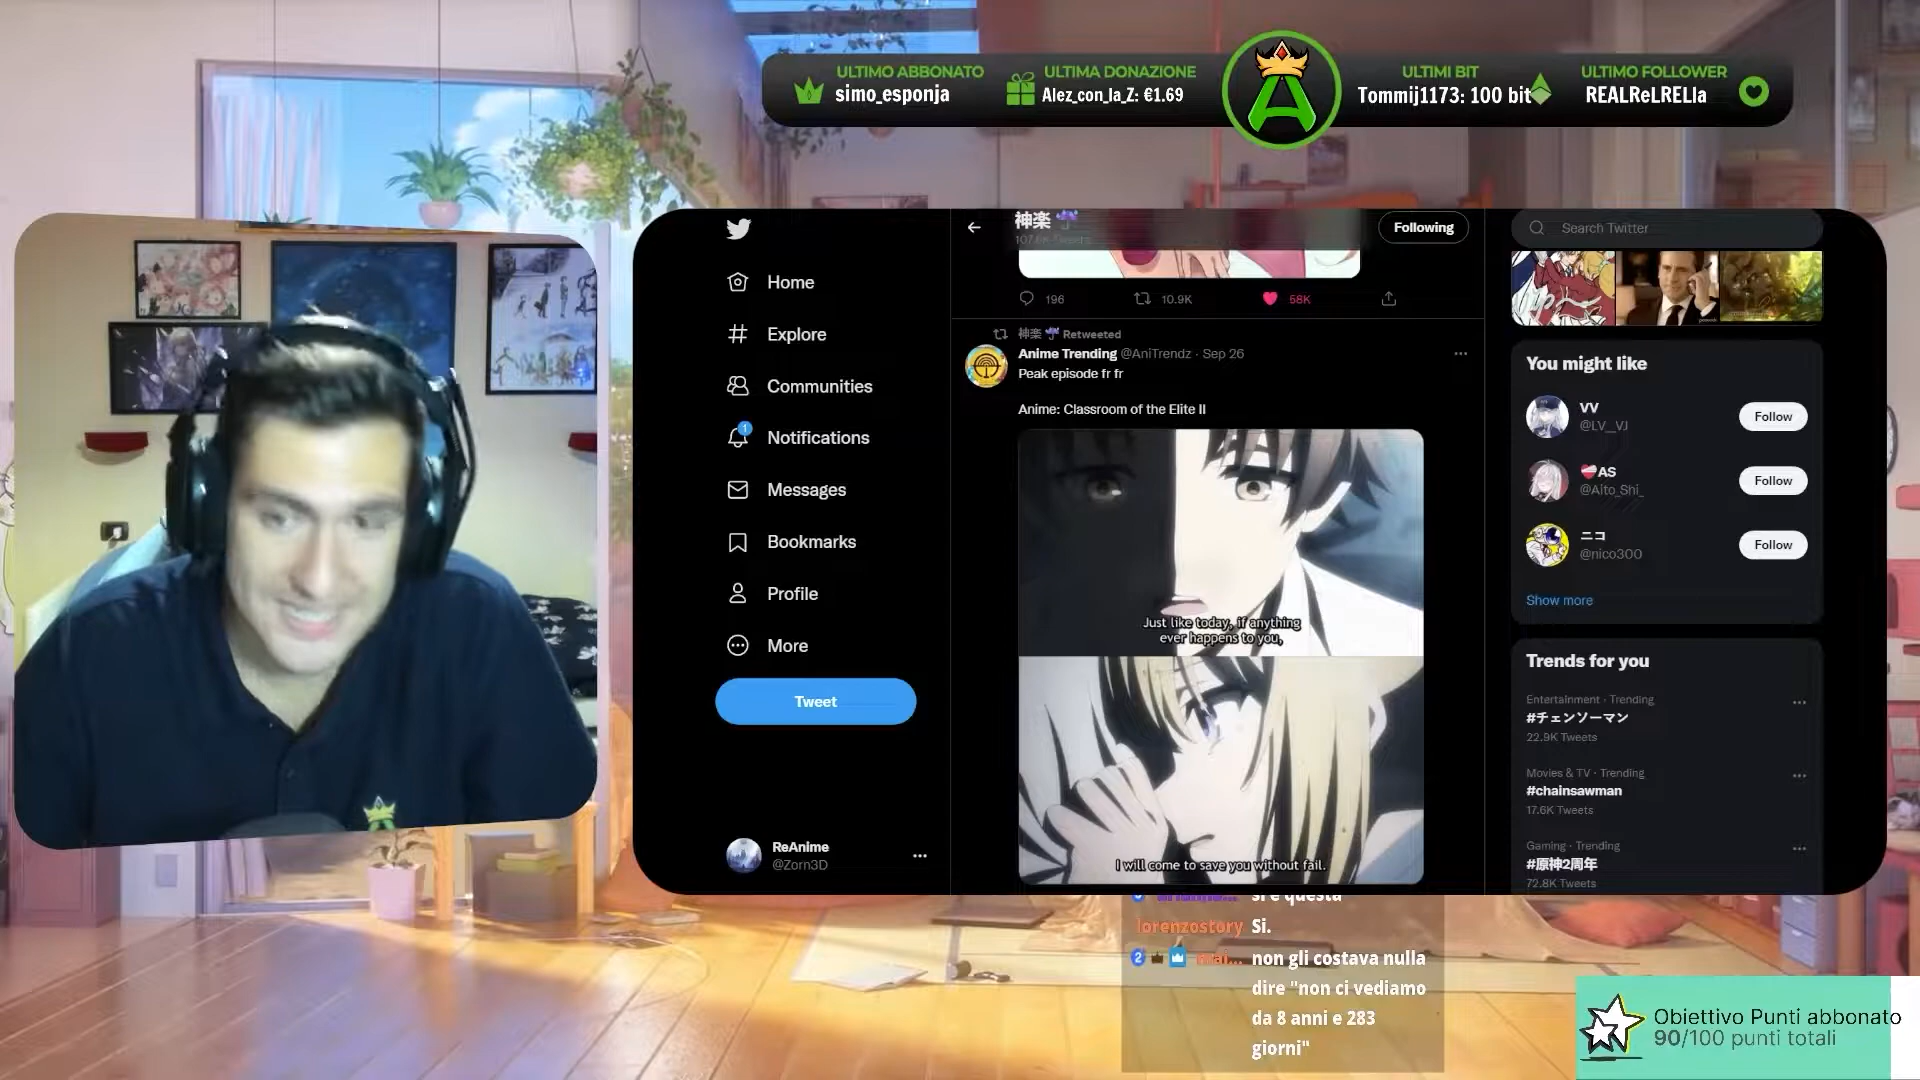 ULTIMO ABBONATO
simo_esponja
ULTIMA DONAZIONE
Alez_con_la_Z: €1.69
ULTIMI BIT
Tommij1173: 100 bit
ULTIMO FOLLOWER
REALReLRELla
神楽
Following
Search Twitter
Home
Explore
Communities
Notifications
1
Messages
Bookmarks
Profile
More
Tweet
ReAnime
@Zorn3D
196
10.9K
58K
神楽 Retweeted
Anime Trending @AniTrendz · Sep 26
Peak episode fr fr
Anime: Classroom of the Elite II
Just like today, if anything
ever happens to you,
I will come to save you without fail.
You might like
VV
@LV__VJ
Follow
AS
@Aito_Shi_
Follow
ニコ
@nico300
Follow
Show more
Trends for you
Entertainment · Trending
#チェンソーマン
22.9K Tweets
Movies & TV · Trending
#chainsawman
17.6K Tweets
Gaming · Trending
#原神2周年
72.8K Tweets
si è questa
lorenzostory Si.
2 non gli costava nulla
dire "non ci vediamo
da 8 anni e 283
giorni"
Obiettivo Punti abbonato
90/100 punti totali